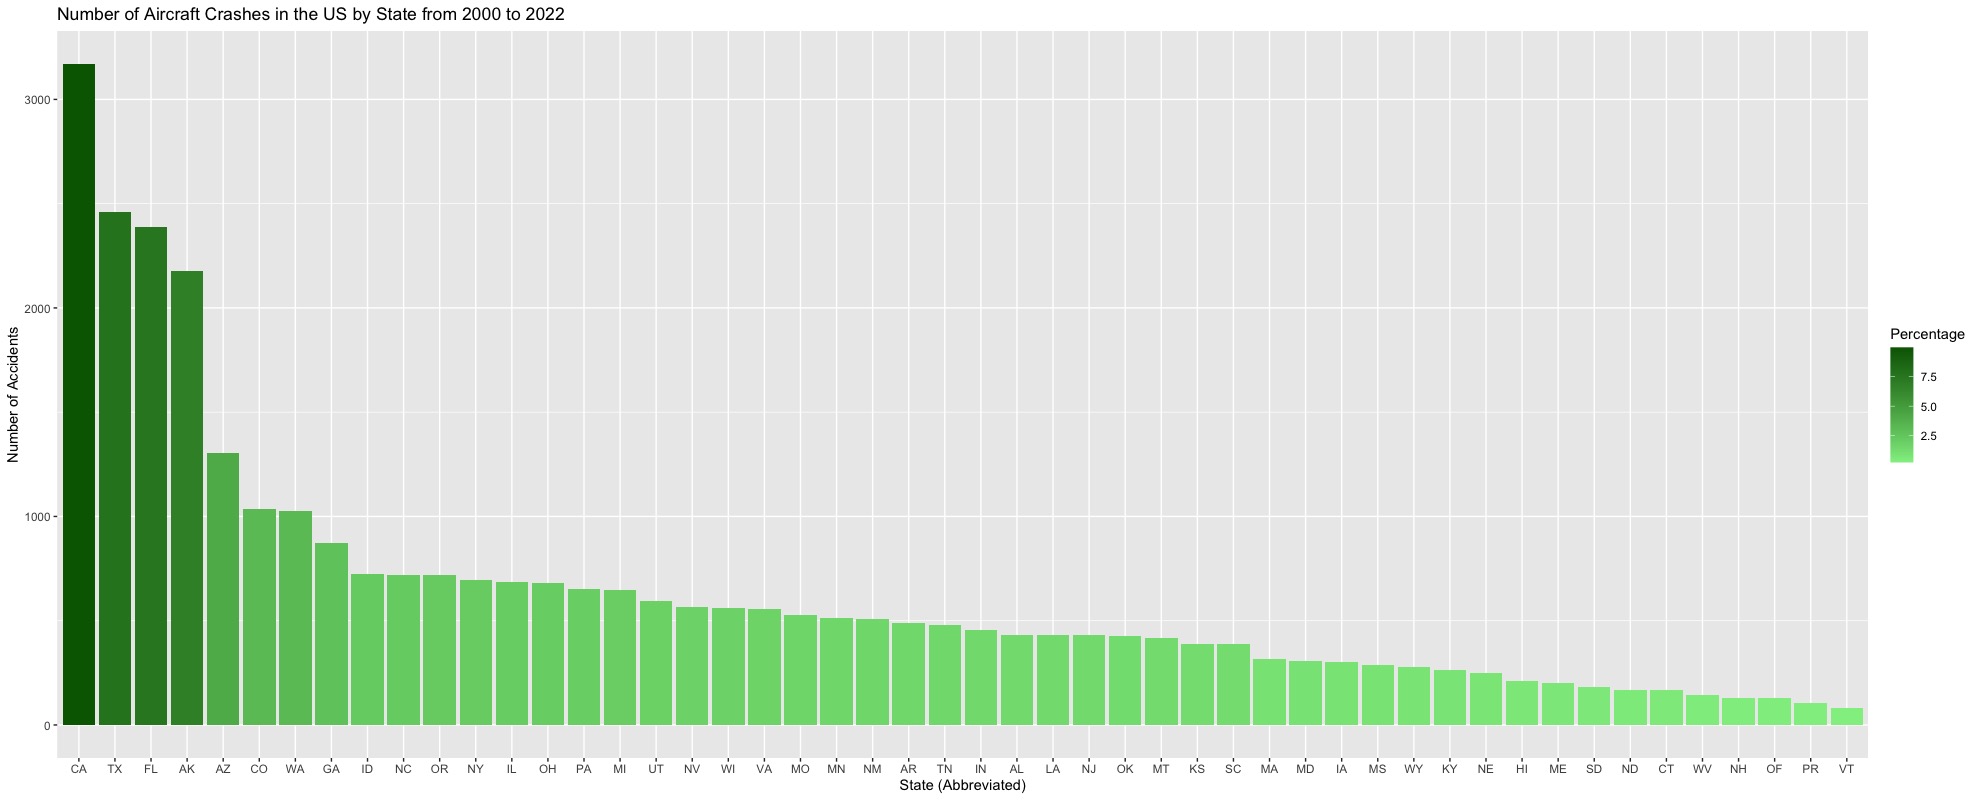 Number of Aircraft Crashes in the US by State from 2000 to 2022
Number of Accidents
3000
2000
1000
0
CA TX FL AK AZ CO WA GA ID NC OR NY IL OH PA MI UT NV WI VA MO MN NM AR TN IN AL LA NJ OK MT KS SC MA MD IA MS WY KY NE HI ME SD ND CT WV NH OF PR VT
State (Abbreviated)
Percentage
7.5
5.0
2.5